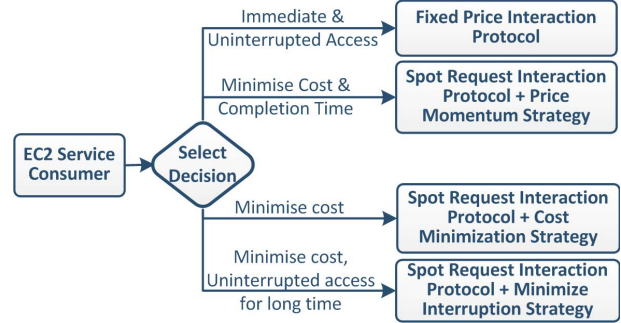 Immediate &
Uninterrupted Access
Fixed Price Interaction
Protocol
Minimise Cost &
Completion Time
Spot Request Interaction
Protocol + Price
Momentum Strategy
EC2 Service
Consumer
Select
Decision
Minimise cost
Spot Request Interaction
Protocol + Cost
Minimization Strategy
Minimise cost,
Uninterrupted access
for long time
Spot Request Interaction
Protocol + Minimize
Interruption Strategy